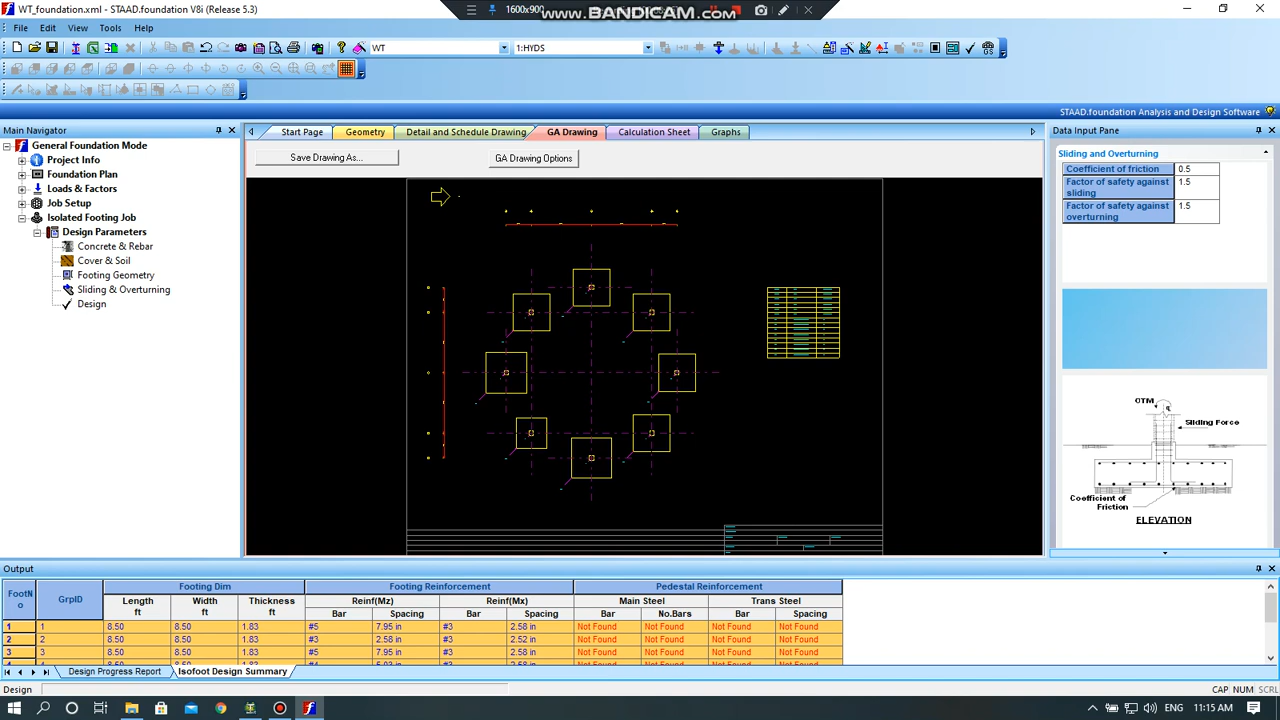 WT_foundation.xml - STAAD.foundation V8i (Release 5.3)
1600x900
www.BANDICAM.com
File Edit View Tools Help
WT 1:HYDS
STAAD.foundation Analysis and Design Software
Main Navigator
General Foundation Mode
Project Info
Foundation Plan
Loads & Factors
Job Setup
Isolated Footing Job
Design Parameters
Concrete & Rebar
Cover & Soil
Footing Geometry
Sliding & Overturning
Design
Start Page Geometry Detail and Schedule Drawing GA Drawing Calculation Sheet Graphs
Save Drawing As... GA Drawing Options
Data Input Pane
Sliding and Overturning
Coefficient of friction 0.5
Factor of safety against sliding 1.5
Factor of safety against overturning 1.5
OTM
Sliding Force
Coefficient of Friction
ELEVATION
Output
FootNo GrpID Footing Dim Footing Reinforcement Pedestal Reinforcement
Length ft Width ft Thickness ft Reinf(Mz) Reinf(Mx) Main Steel Trans Steel
Bar Spacing Bar Spacing Bar No.Bars Bar Spacing
1 1 8.50 8.50 1.83 #5 7.95 in #3 2.58 in Not Found Not Found Not Found Not Found
2 2 8.50 8.50 1.83 #3 2.58 in #3 2.52 in Not Found Not Found Not Found Not Found
3 3 8.50 8.50 1.83 #5 7.95 in #3 2.58 in Not Found Not Found Not Found Not Found
Design Progress Report Isofoot Design Summary
Design CAP NUM SCRL
11:15 AM